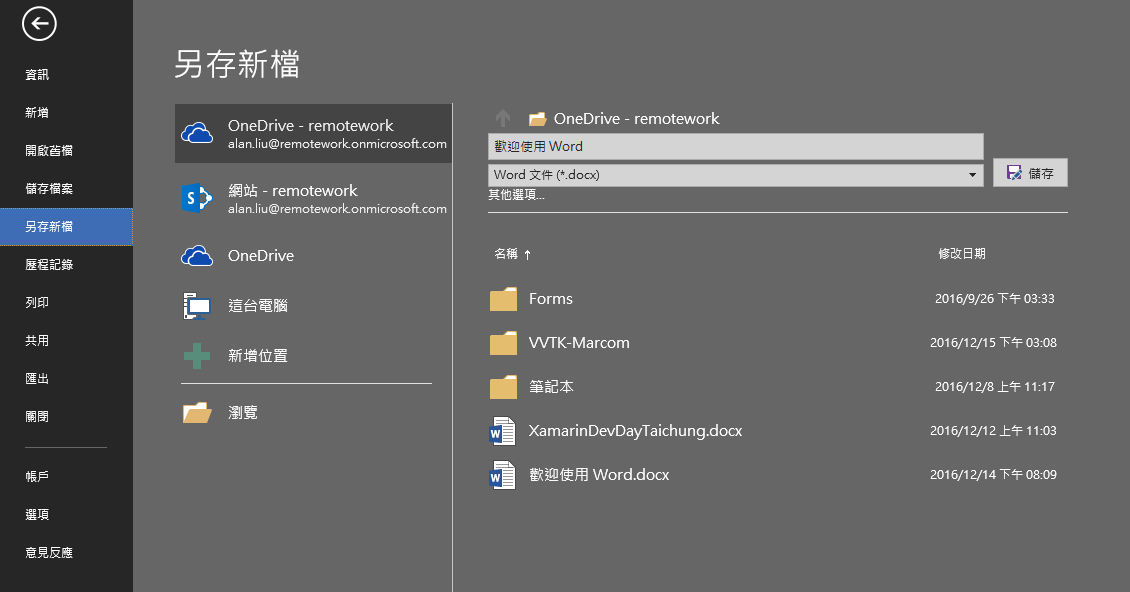 資訊
新增
開啟舊檔
儲存檔案
另存新檔
歷程記錄
列印
共用
匯出
關閉
帳戶
選項
意見反應
另存新檔
OneDrive - remotework
alan.liu@remotework.onmicrosoft.com
網站 - remotework
alan.liu@remotework.onmicrosoft.com
OneDrive
這台電腦
新增位置
瀏覽
OneDrive - remotework
歡迎使用 Word
Word 文件 (*.docx)
儲存
其他選項...
名稱 ↑ 修改日期
Forms 2016/9/26 下午 03:33
VVTK-Marcom 2016/12/15 下午 03:08
筆記本 2016/12/8 上午 11:17
XamarinDevDayTaichung.docx 2016/12/12 上午 11:03
歡迎使用 Word.docx 2016/12/14 下午 08:09